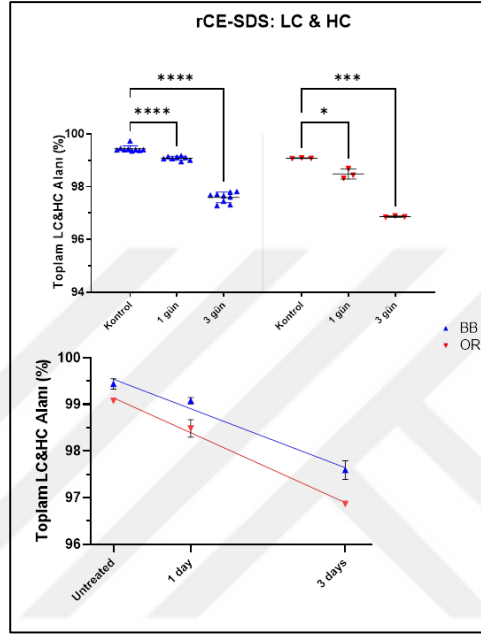 rCE-SDS: LC & HC
****
***
****
*
Toplam LC&HC Alanı (%)
100
98
96
94
Kontrol
1 gün
3 gün
Kontrol
1 gün
3 gün
BB
OR
Toplam LC&HC Alanı (%)
100
99
98
97
96
Untreated
1 day
3 days